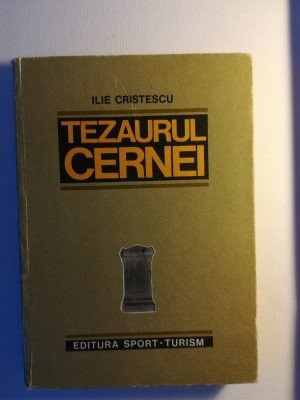 ILIE CRISTESCU
TEZAURUL
CERNEI
EDITURA SPORT-TURISM